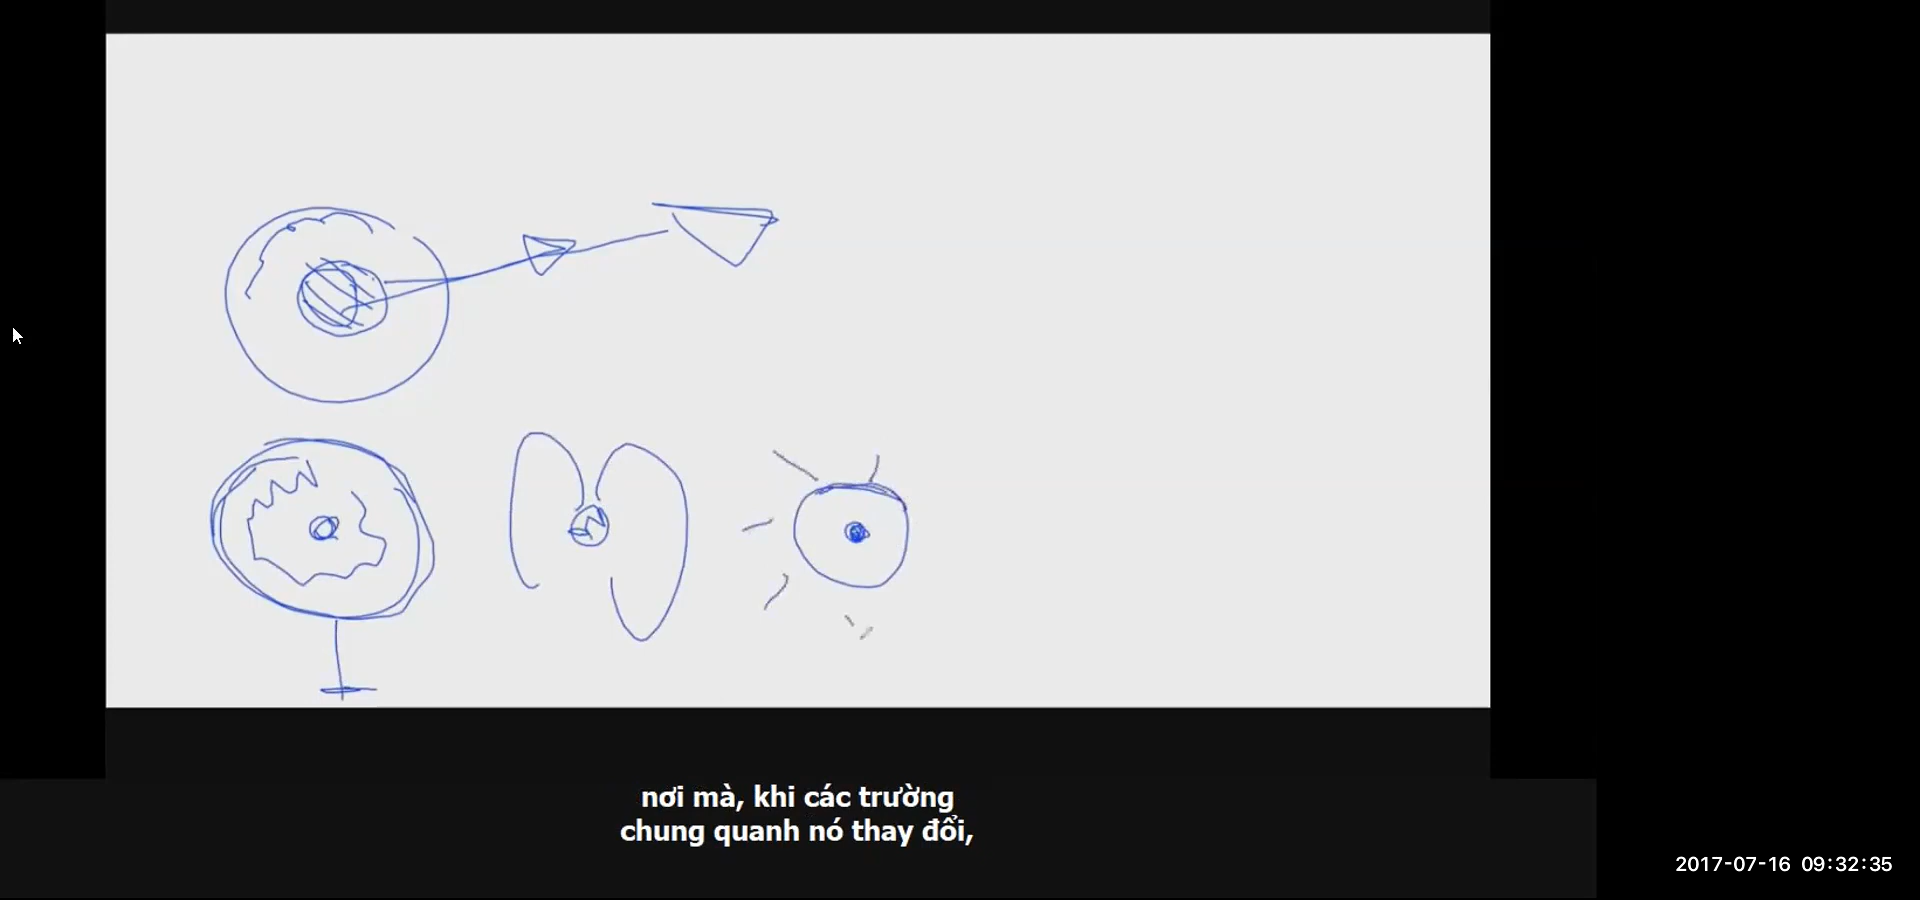 nơi mà, khi các trường
chung quanh nó thay đổi,
2017-07-16 09:32:35